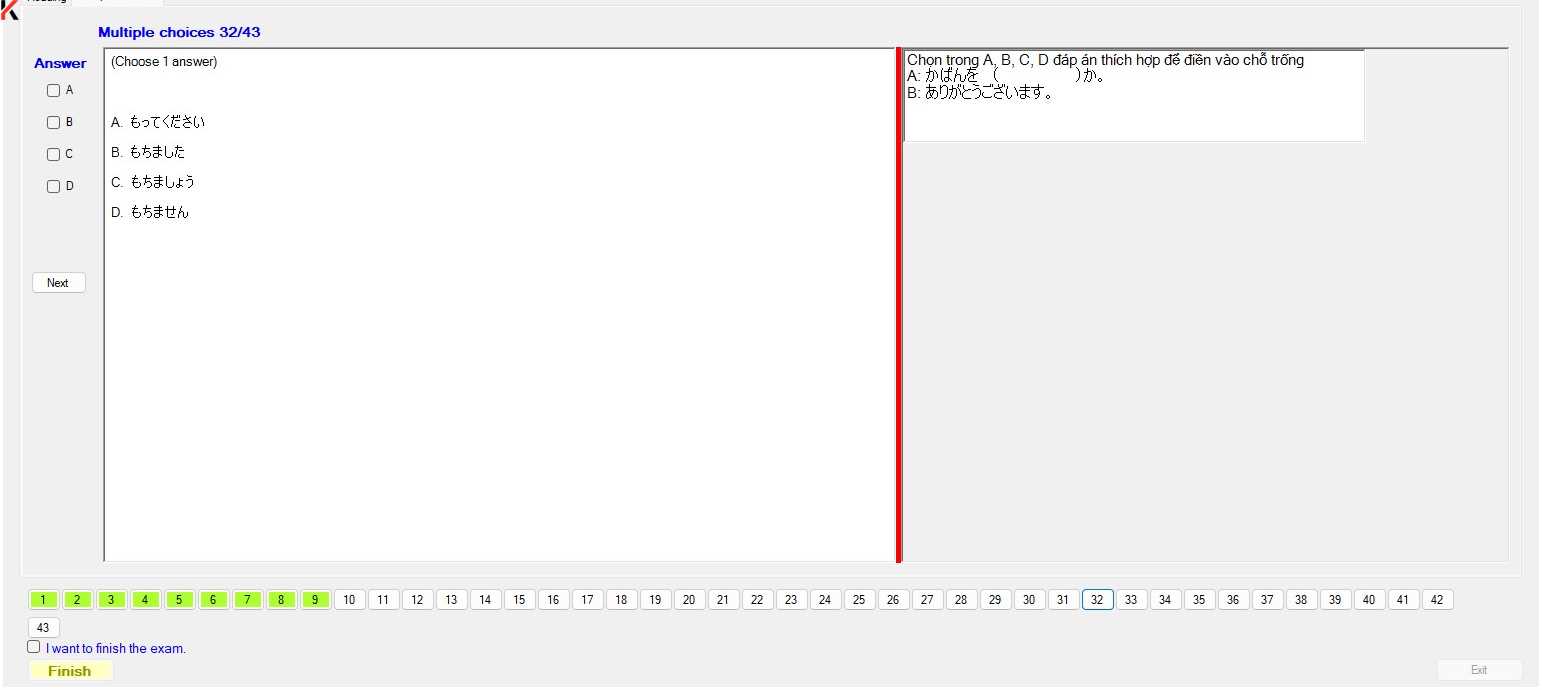 Multiple choices 32/43
Answer
A
B
C
D
Next
(Choose 1 answer)
A. もってください
B. もちました
C. もちましょう
D. もちません
Chọn trong A, B, C, D đáp án thích hợp để điền vào chỗ trống
A: かばんを ( )か。
B: ありがとうございます。
1 2 3 4 5 6 7 8 9 10 11 12 13 14 15 16 17 18 19 20 21 22 23 24 25 26 27 28 29 30 31 32 33 34 35 36 37 38 39 40 41 42
43
I want to finish the exam.
Finish
Exit